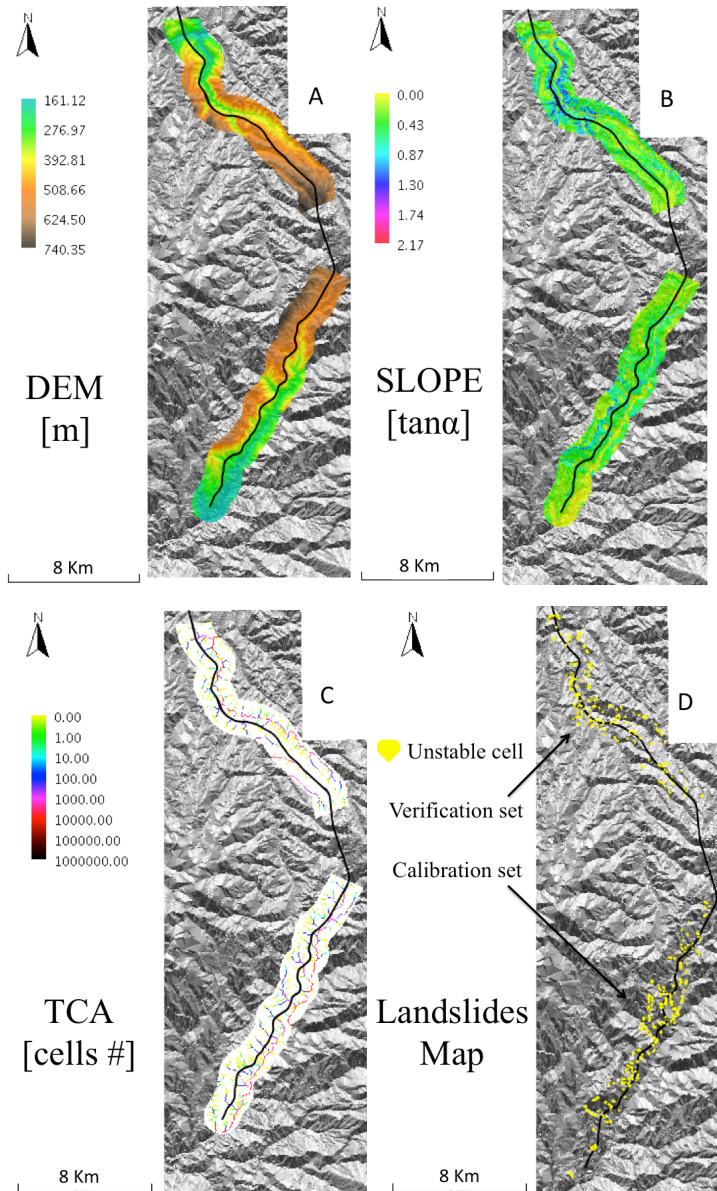 N
A
161.12
276.97
392.81
508.66
624.50
740.35
DEM
[m]
8 Km
N
B
0.00
0.43
0.87
1.30
1.74
2.17
SLOPE
[tanα]
8 Km
N
C
0.00
1.00
10.00
100.00
1000.00
10000.00
100000.00
1000000.00
TCA
[cells #]
8 Km
N
D
Unstable cell
Verification set
Calibration set
Landslides
Map
8 Km